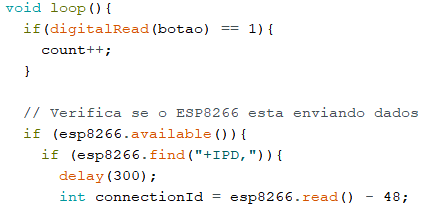 void loop(){
if(digitalRead(botao) == 1){
count++;
}
// Verifica se o ESP8266 esta enviando dados
if (esp8266.available()){
if (esp8266.find("+IPD,")){
delay(300);
int connectionId = esp8266.read() - 48;